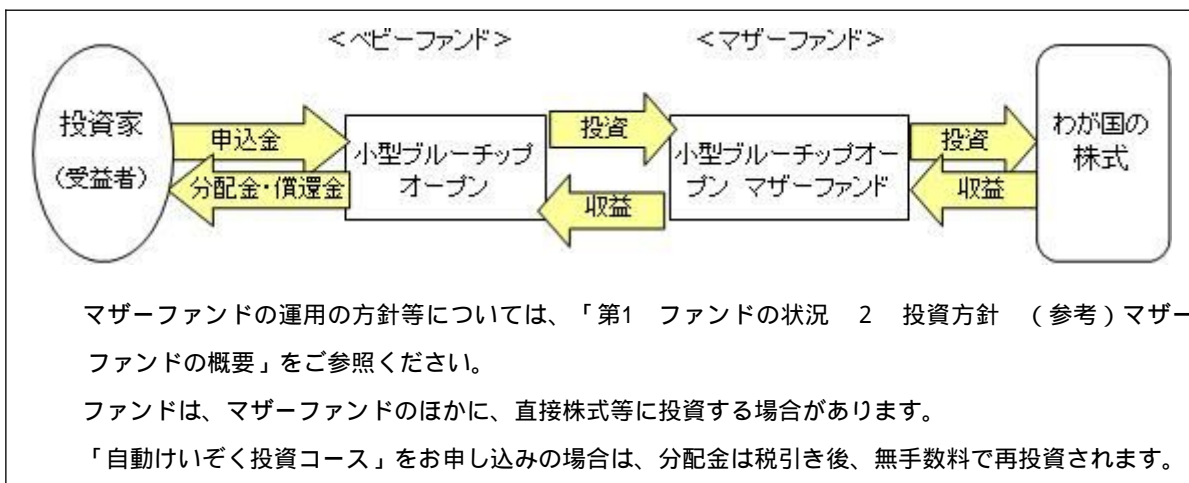 ＜ベビーファンド＞
＜マザーファンド＞
投資家
（受益者）
申込金
分配金・償還金
小型ブルーチップ
オープン
投資
収益
小型ブルーチップオー
プン マザーファンド
投資
収益
わが国の
株式
マザーファンドの運用の方針等については、「第1　ファンドの状況　2　投資方針　（参考）マザー
ファンドの概要」をご参照ください。
ファンドは、マザーファンドのほかに、直接株式等に投資する場合があります。
「自動けいぞく投資コース」をお申し込みの場合は、分配金は税引き後、無手数料で再投資されます。